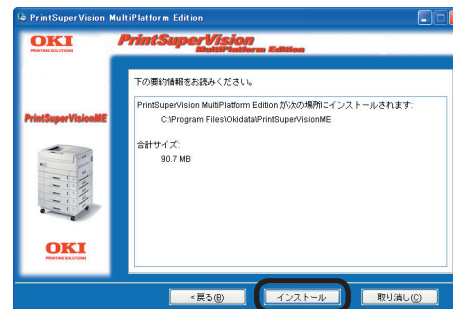 PrintSuperVision MultiPlatform Edition
OKI
PRINTING SOLUTIONS
PrintSuperVision
MultiPlatform Edition
下の要約情報をお読みください。
PrintSuperVision MultiPlatform Edition が次の場所にインストールされます:
C:\Program Files\Okidata\PrintSuperVisionME
合計サイズ:
90.7 MB
PrintSuperVisionME
OKI
PRINTING SOLUTIONS
<戻る(B)
インストール
取り消し(C)